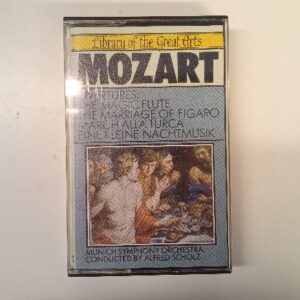 Library of the Great Arts
MOZART
OVERTURES:
THE MAGIC FLUTE
THE MARRIAGE OF FIGARO
MARCH ALLA TURCA
EINE KLEINE NACHTMUSIK
MUNICH SYMPHONY ORCHESTRA
CONDUCTED BY ALFRED SCHOLZ